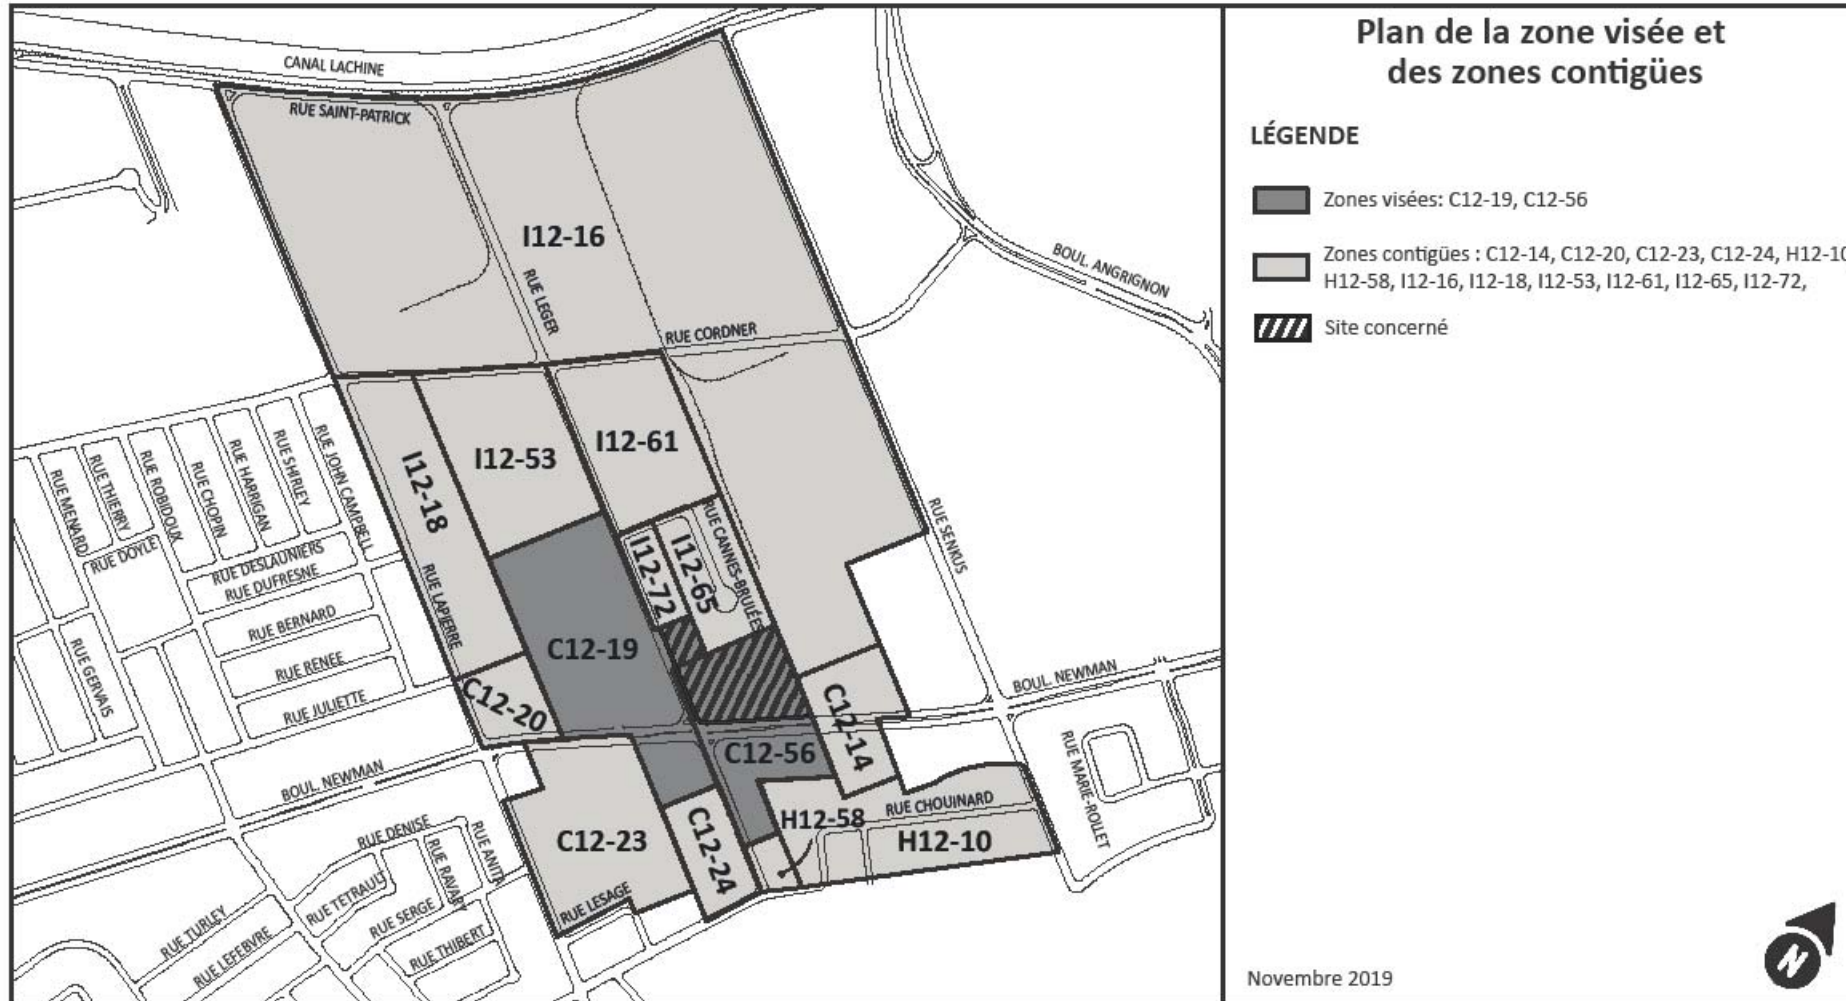 Plan de la zone visée et
des zones contigües
LÉGENDE
Zones visées: C12-19, C12-56
Zones contigües : C12-14, C12-20, C12-23, C12-24, H12-10
H12-58, I12-16, I12-18, I12-53, I12-61, I12-65, I12-72,
Site concerné
Novembre 2019
N
CANAL LACHINE
RUE SAINT-PATRICK
I12-16
RUE LEGER
BOUL. ANGRIGNON
RUE CORDNER
I12-18
I12-53
I12-61
RUE MENARD
RUE THIERRY
RUE ROBIDOUX
RUE CHOPIN
RUE HARRIGAN
RUE SHIRLEY
RUE JOHN CAMPBELL
RUE DOYLE
RUE DESLAUNIERS
RUE DUFRESNE
RUE BERNARD
RUE RENEE
RUE JULIETTE
RUE GERVAIS
RUE LAPIERRE
I12-72
I12-65
RUE CANNES-BRULÉES
RUE SENKUS
C12-19
C12-20
C12-14
BOUL. NEWMAN
C12-56
BOUL. NEWMAN
RUE MARIE-ROLLET
C12-23
C12-24
H12-58
RUE CHOUINARD
H12-10
RUE DENISE
RUE ANITA
RUE RAVARY
RUE TETRAULT
RUE SERGE
RUE THIBERT
RUE LESAGE
RUE TURLEY
RUE LEFEBVRE